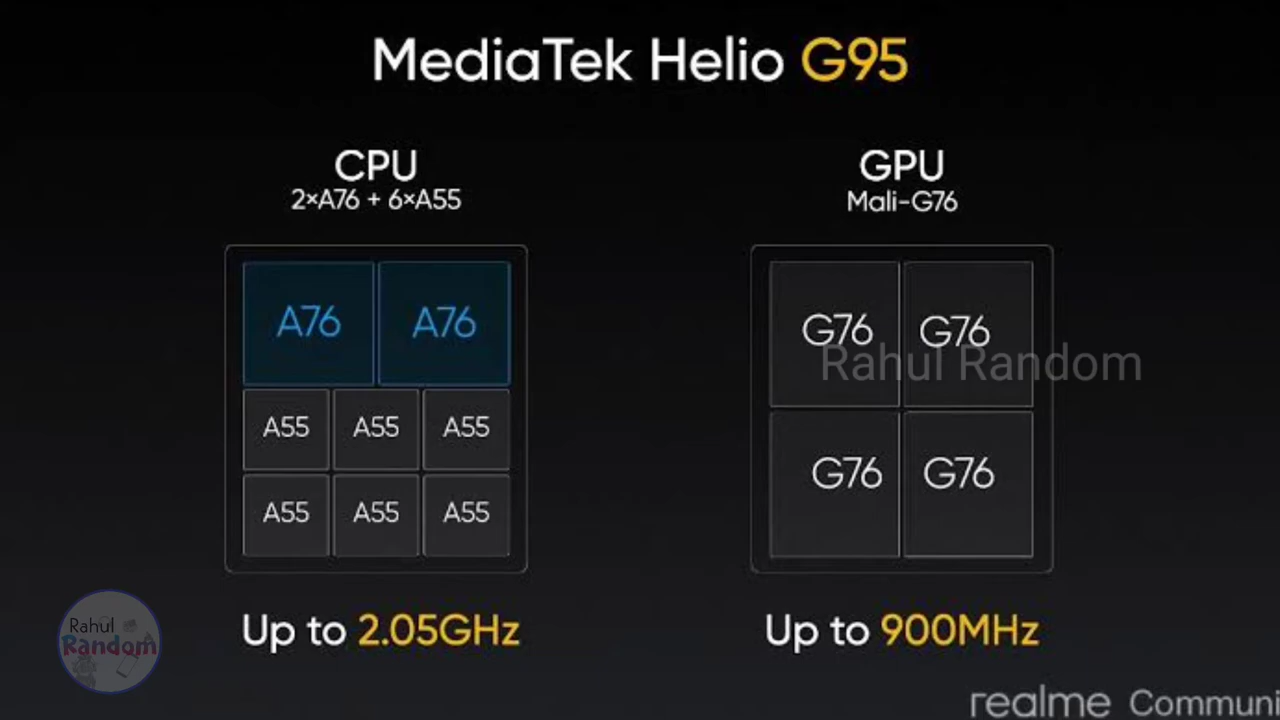 MediaTek Helio G95
CPU
2×A76 + 6×A55
A76 A76
A55 A55 A55
A55 A55 A55
Up to 2.05GHz
GPU
Mali-G76
G76 G76
Rahul Random
G76 G76
Up to 900MHz
Rahul
Random
realme Communi